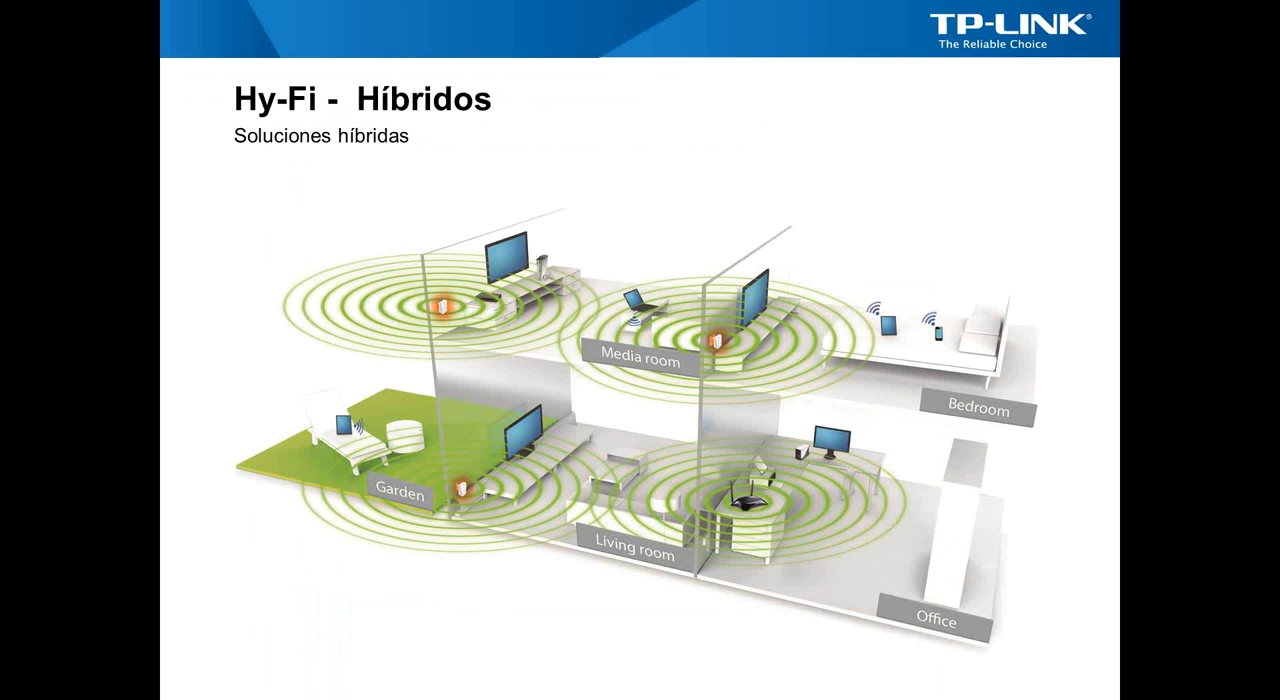 TP-LINK®
The Reliable Choice
Hy-Fi - Híbridos
Soluciones híbridas
Media room
Bedroom
Garden
Living room
Office